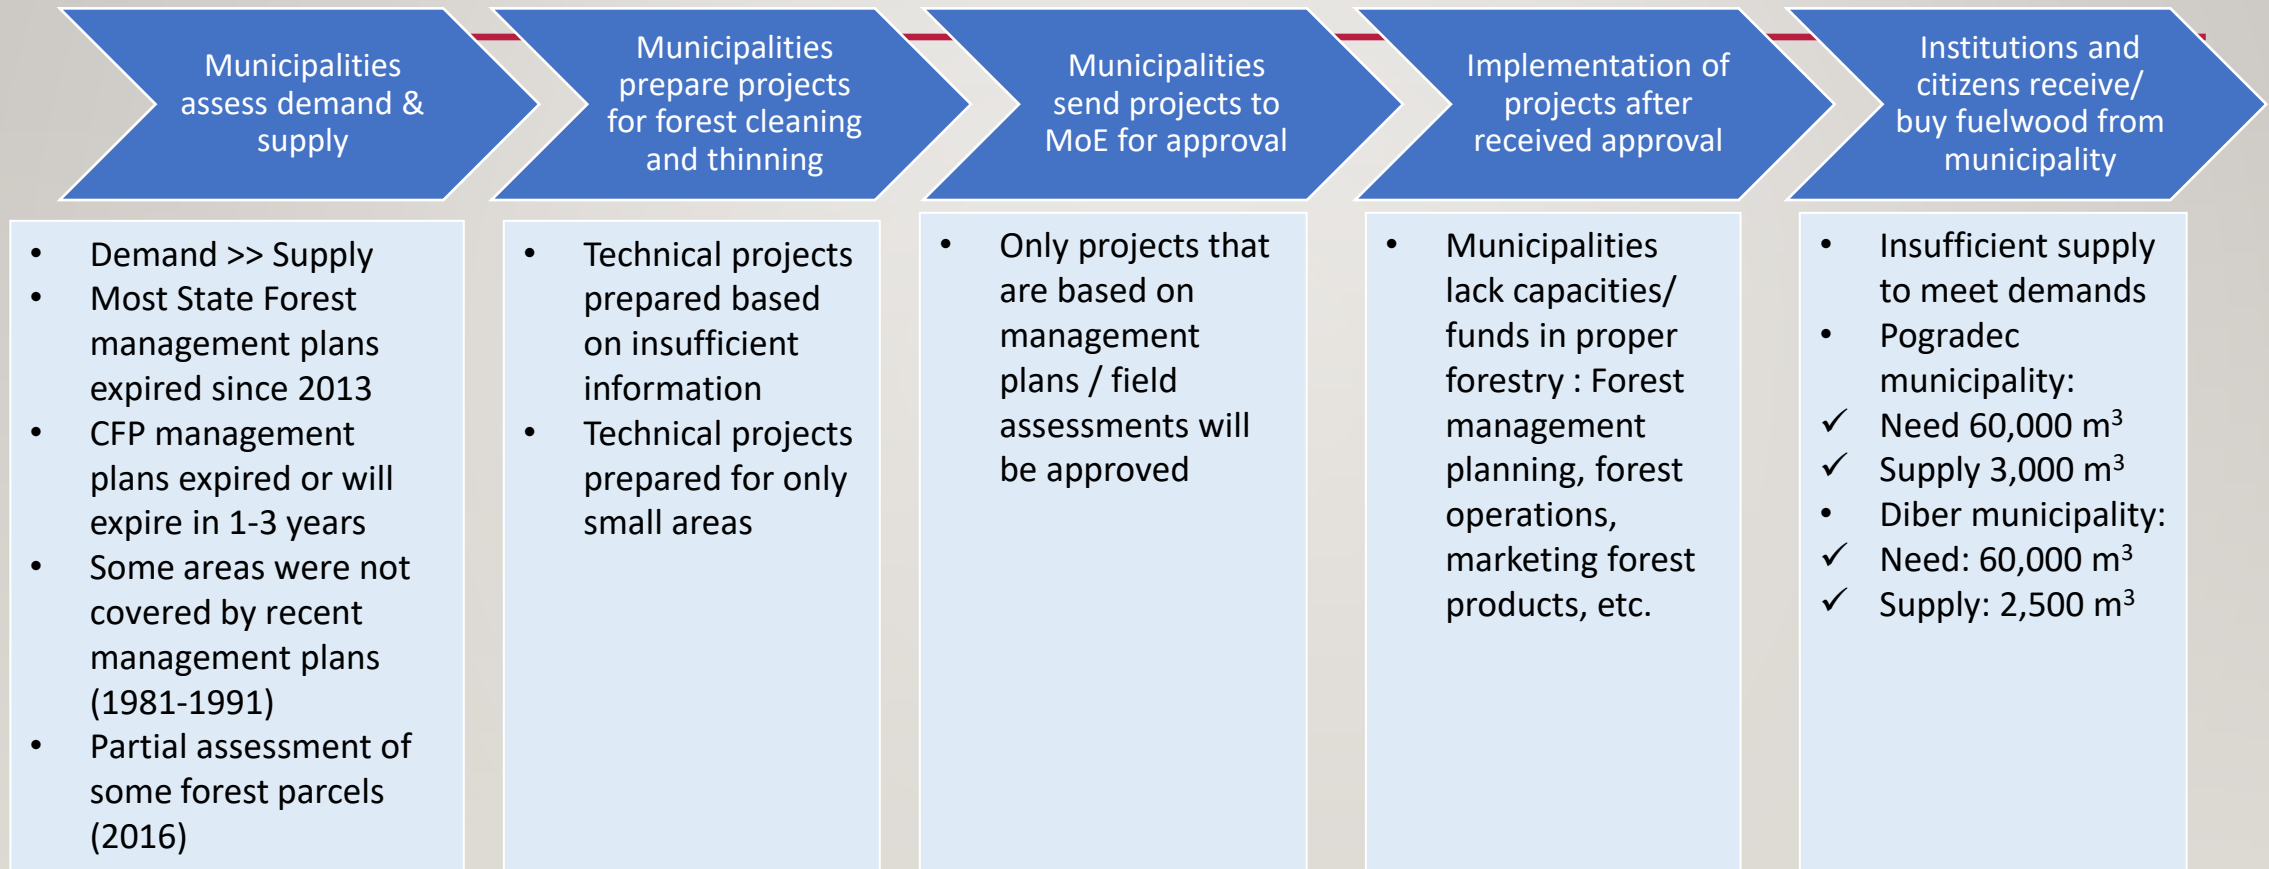 Municipalities
assess demand &
supply
Municipalities
prepare projects
for forest cleaning
and thinning
Municipalities
send projects to
MoE for approval
Implementation of
projects after
received approval
Institutions and
citizens receive/
buy fuelwood from
municipality
• Demand >> Supply
• Most State Forest
management plans
expired since 2013
• CFP management
plans expired or will
expire in 1-3 years
• Some areas were not
covered by recent
management plans
(1981-1991)
• Partial assessment of
some forest parcels
(2016)
• Technical projects
prepared based
on insufficient
information
• Technical projects
prepared for only
small areas
• Only projects that
are based on
management
plans / field
assessments will
be approved
• Municipalities
lack capacities/
funds in proper
forestry : Forest
management
planning, forest
operations,
marketing forest
products, etc.
• Insufficient supply
to meet demands
• Pogradec
municipality:
✓ Need 60,000 m³
✓ Supply 3,000 m³
• Diber municipality:
✓ Need: 60,000 m³
✓ Supply: 2,500 m³